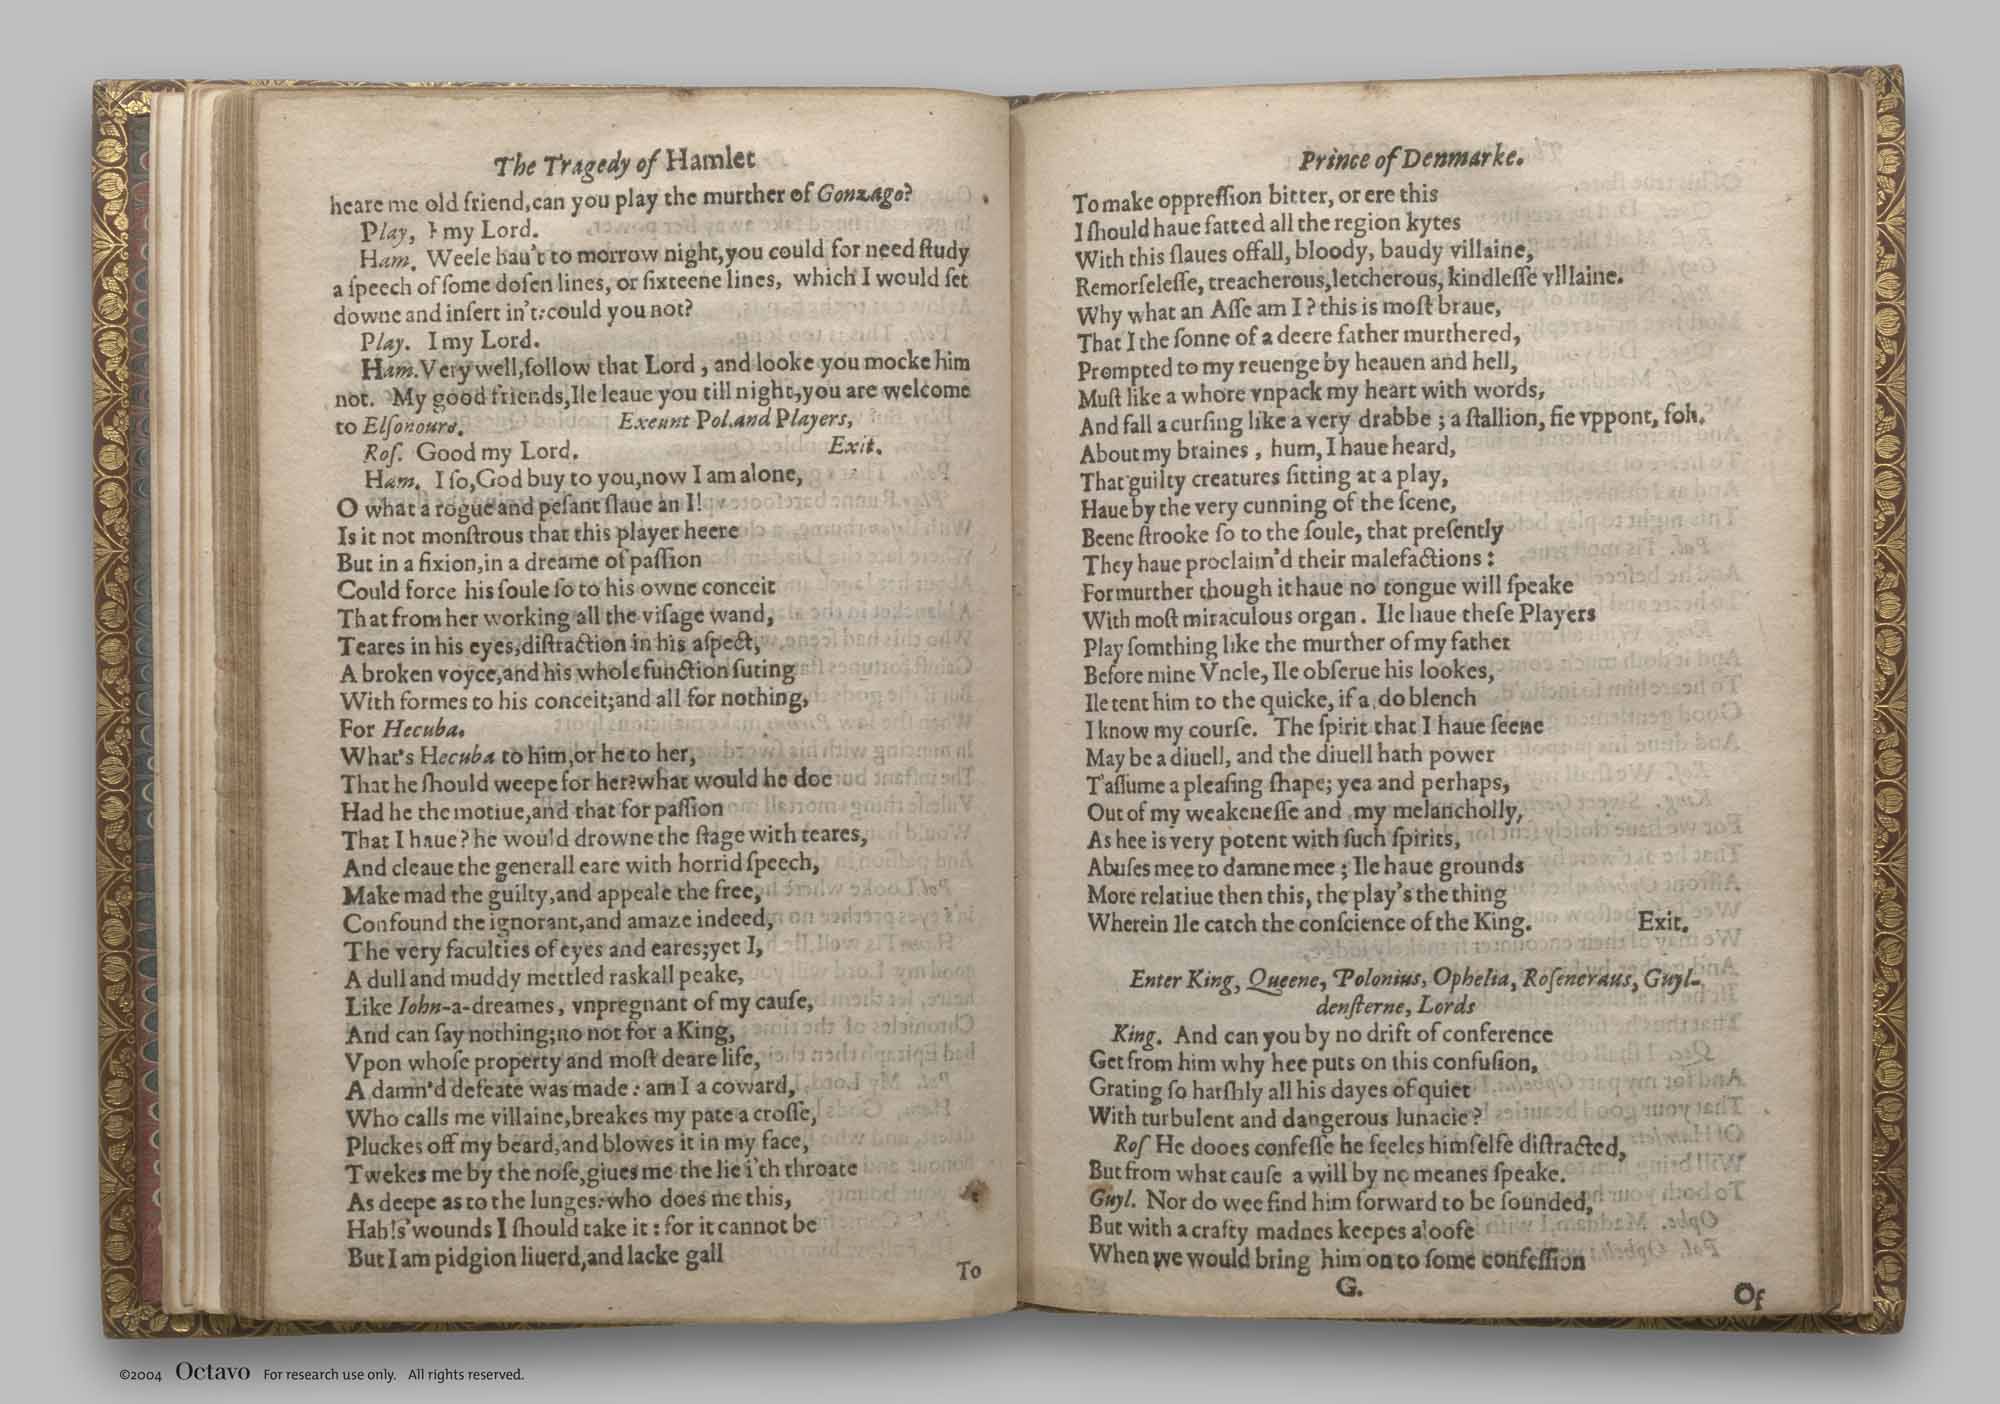 The Tragedy of Hamlet
heare me old friend,can you play the murther of Gonzago?
Play, I my Lord.
Ham. Weele hau't to morrow night,you could for need ſtudy
a ſpeech of ſome doſen lines, or ſixteene lines, which I would ſet
downe and inſert in't:could you not?
Play. I my Lord.
Ham.Very well,follow that Lord , and looke you mocke him
not. My good friends,Ile leaue you till night,you are welcome
to Elſonoure. Exeunt Pol.and Players,
Roſ. Good my Lord. Exit.
Ham. I ſo,God buy to you,now I am alone,
O what a rogue and peſant ſlaue am I!
Is it not monſtrous that this player heere
But in a fixion,in a dreame of paſſion
Could force his ſoule ſo to his owne conceit
That from her working all the viſage wand,
Teares in his eyes,diſtraction in his aſpect,
A broken voyce,and his whole function ſuting
With formes to his conceit;and all for nothing,
For Hecuba.
What's Hecuba to him,or he to her,
That he ſhould weepe for her?what would he doe
Had he the motiue,and that for paſſion
That I haue? he would drowne the ſtage with teares,
And cleaue the generall eare with horrid ſpeech,
Make mad the guilty,and appeale the free,
Confound the ignorant,and amaze indeed,
The very faculties of eyes and eares;yet I,
A dull and muddy mettled raskall peake,
Like Iohn-a-dreames, vnpregnant of my cauſe,
And can ſay nothing;no not for a King,
Vpon whoſe property and moſt deare life,
A damn'd defeate was made : am I a coward,
Who calls me villaine,breakes my pate a croſſe,
Pluckes off my beard,and blowes it in my face,
Twekes me by the noſe,giues me the lie i'th throate
As deepe as to the lunges:who does me this,
Hah!s'wounds I ſhould take it : for it cannot be
But I am pidgion liuerd,and lacke gall
To
Prince of Denmarke.
To make oppreſſion bitter, or ere this
I ſhould haue fatted all the region kytes
With this ſlaues offall, bloody, baudy villaine,
Remorſeleſſe, treacherous,letcherous, kindleſſe vlllaine.
Why what an Aſſe am I ? this is moſt braue,
That I the ſonne of a deere father murthered,
Prompted to my reuenge by heauen and hell,
Muſt like a whore vnpack my heart with words,
And fall a curſing like a very drabbe ; a ſtallion, fie vppont, foh.
About my braines , hum, I haue heard,
That guilty creatures ſitting at a play,
Haue by the very cunning of the ſcene,
Beene ſtrooke ſo to the ſoule, that preſently
They haue proclaim'd their malefactions :
For murther though it haue no tongue will ſpeake
With moſt miraculous organ. Ile haue theſe Players
Play ſomthing like the murther of my father
Before mine Vncle, Ile obſerue his lookes,
Ile tent him to the quicke, if a do blench
I know my courſe. The ſpirit that I haue ſeene
May be a diuell, and the diuell hath power
T'aſſume a pleaſing ſhape; yea and perhaps,
Out of my weakeneſſe and my melancholly,
As hee is very potent with ſuch ſpirits,
Abuſes mee to damne mee ; Ile haue grounds
More relatiue then this, the play's the thing
Wherein Ile catch the conſcience of the King. Exit.
Enter King, Queene, Polonius, Ophelia, Roſeneraus, Guyl-
denſterne, Lords
King. And can you by no drift of conference
Get from him why hee puts on this confuſion,
Grating ſo harſhly all his dayes of quiet
With turbulent and dangerous lunacie?
Roſ He dooes confeſſe he feeles himſelfe diſtracted,
But from what cauſe a will by no meanes ſpeake.
Guyl. Nor do wee find him forward to be ſounded,
But with a crafty madnes keepes aloofe
When we would bring him on to ſome confeſſion
G.
Of
©2004 Octavo For research use only. All rights reserved.